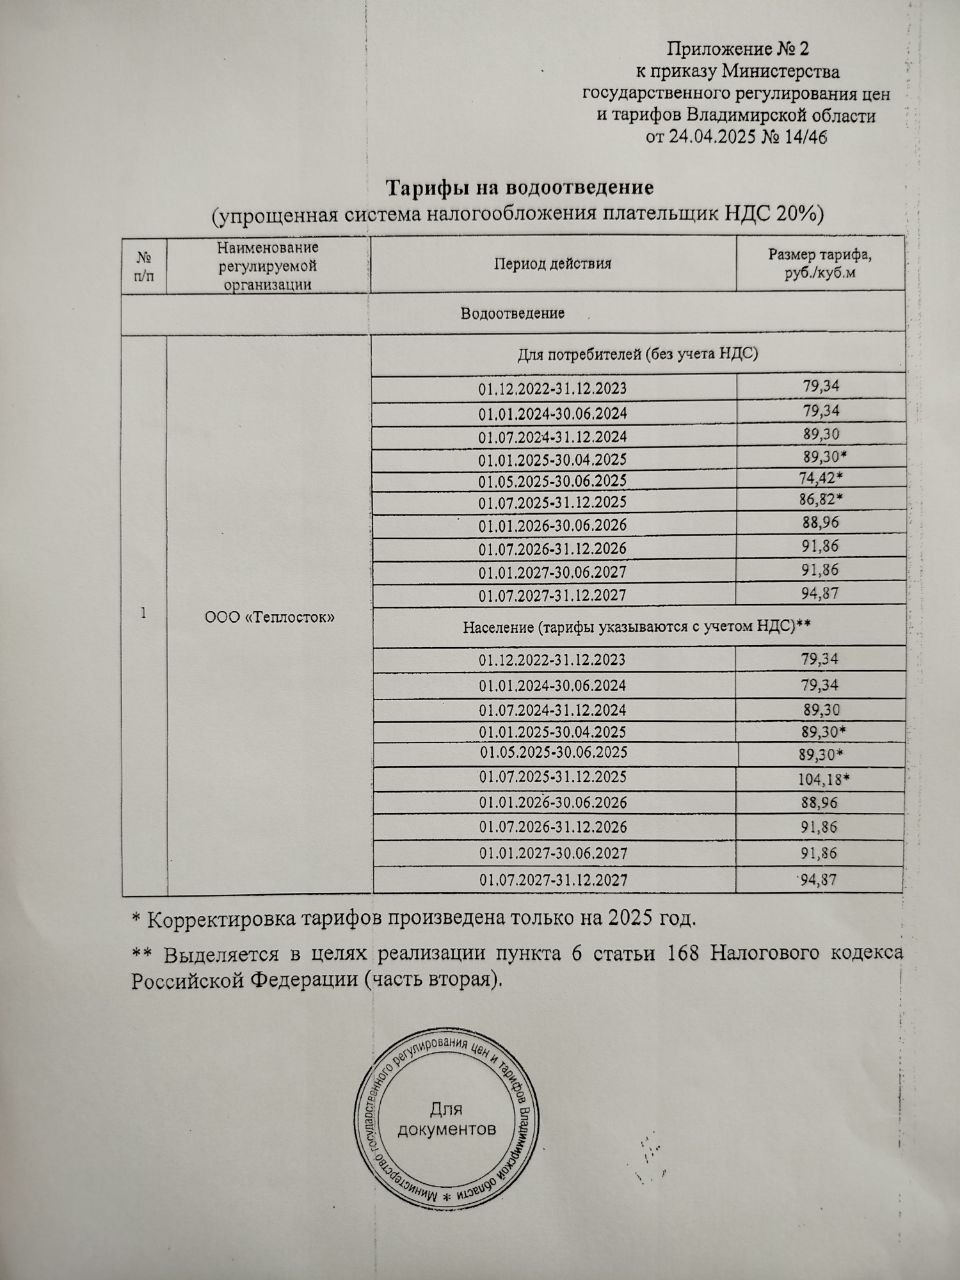 Приложение № 2
к приказу Министерства
государственного регулирования цен
и тарифов Владимирской области
от 24.04.2025 № 14/46
Тарифы на водоотведение
(упрощенная система налогообложения плательщик НДС 20%)
№ п/п
Наименование регулируемой организации
Период действия
Размер тарифа, руб./куб.м
Водоотведение
1
ООО «Теплосток»
Для потребителей (без учета НДС)
01.12.2022-31.12.2023 79,34
01.01.2024-30.06.2024 79,34
01.07.2024-31.12.2024 89,30
01.01.2025-30.04.2025 89,30*
01.05.2025-30.06.2025 74,42*
01.07.2025-31.12.2025 86,82*
01.01.2026-30.06.2026 88,96
01.07.2026-31.12.2026 91,86
01.01.2027-30.06.2027 91,86
01.07.2027-31.12.2027 94,87
Население (тарифы указываются с учетом НДС)**
01.12.2022-31.12.2023 79,34
01.01.2024-30.06.2024 79,34
01.07.2024-31.12.2024 89,30
01.01.2025-30.04.2025 89,30*
01.05.2025-30.06.2025 89,30*
01.07.2025-31.12.2025 104,18*
01.01.2026-30.06.2026 88,96
01.07.2026-31.12.2026 91,86
01.01.2027-30.06.2027 91,86
01.07.2027-31.12.2027 94,87
* Корректировка тарифов произведена только на 2025 год.
** Выделяется в целях реализации пункта 6 статьи 168 Налогового кодекса
Российской Федерации (часть вторая).
Министерство государственного регулирования цен и тарифов Владимирской области *
Для
документов